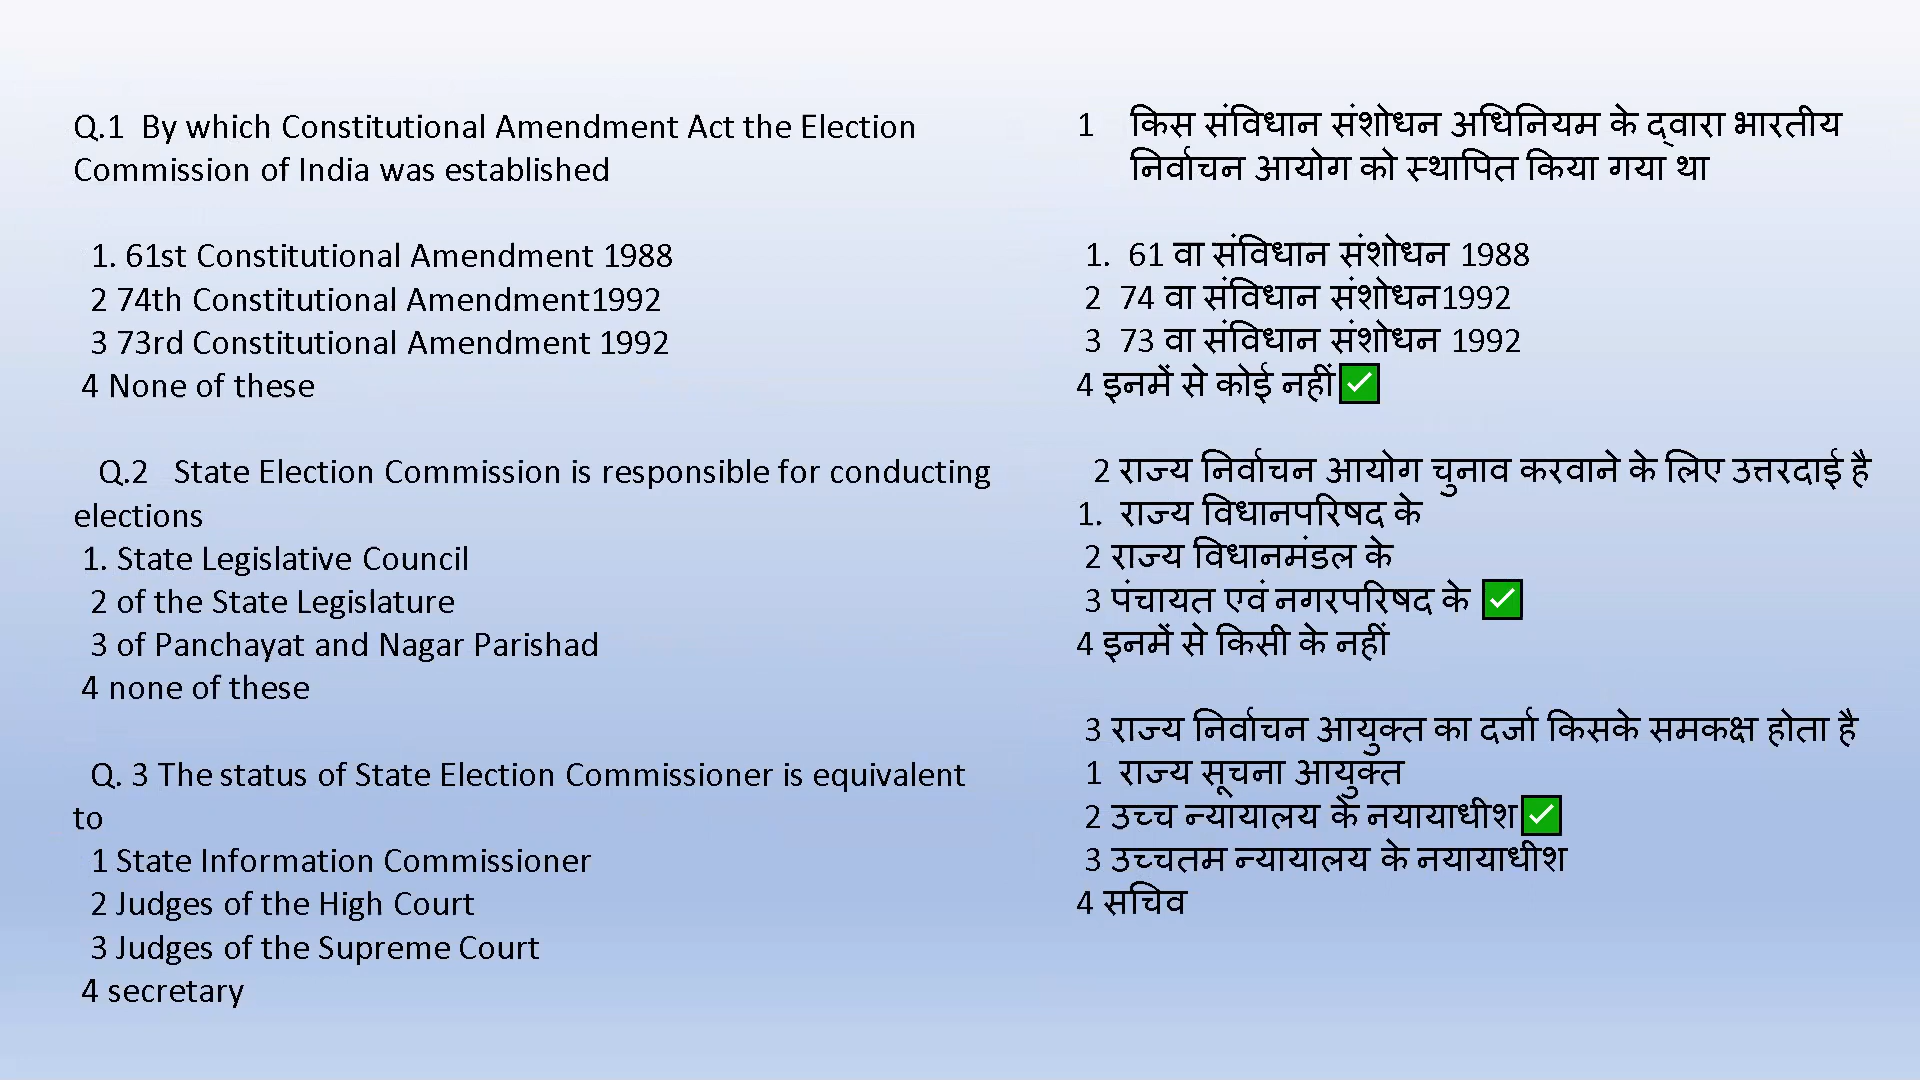 Q.1 By which Constitutional Amendment Act the Election
Commission of India was established
1. 61st Constitutional Amendment 1988
2 74th Constitutional Amendment1992
3 73rd Constitutional Amendment 1992
4 None of these
Q.2 State Election Commission is responsible for conducting
elections
1. State Legislative Council
2 of the State Legislature
3 of Panchayat and Nagar Parishad
4 none of these
Q. 3 The status of State Election Commissioner is equivalent
to
1 State Information Commissioner
2 Judges of the High Court
3 Judges of the Supreme Court
4 secretary
1 किस संविधान संशोधन अधिनियम के द्वारा भारतीय
निर्वाचन आयोग को स्थापित किया गया था
1. 61 वा संविधान संशोधन 1988
2 74 वा संविधान संशोधन1992
3 73 वा संविधान संशोधन 1992
4 इनमें से कोई नहीं✅
2 राज्य निर्वाचन आयोग चुनाव करवाने के लिए उत्तरदाई है
1. राज्य विधानपरिषद के
2 राज्य विधानमंडल के
3 पंचायत एवं नगरपरिषद के ✅
4 इनमें से किसी के नहीं
3 राज्य निर्वाचन आयुक्त का दर्जा किसके समकक्ष होता है
1 राज्य सूचना आयुक्त
2 उच्च न्यायालय के नयायाधीश✅
3 उच्चतम न्यायालय के नयायाधीश
4 सचिव